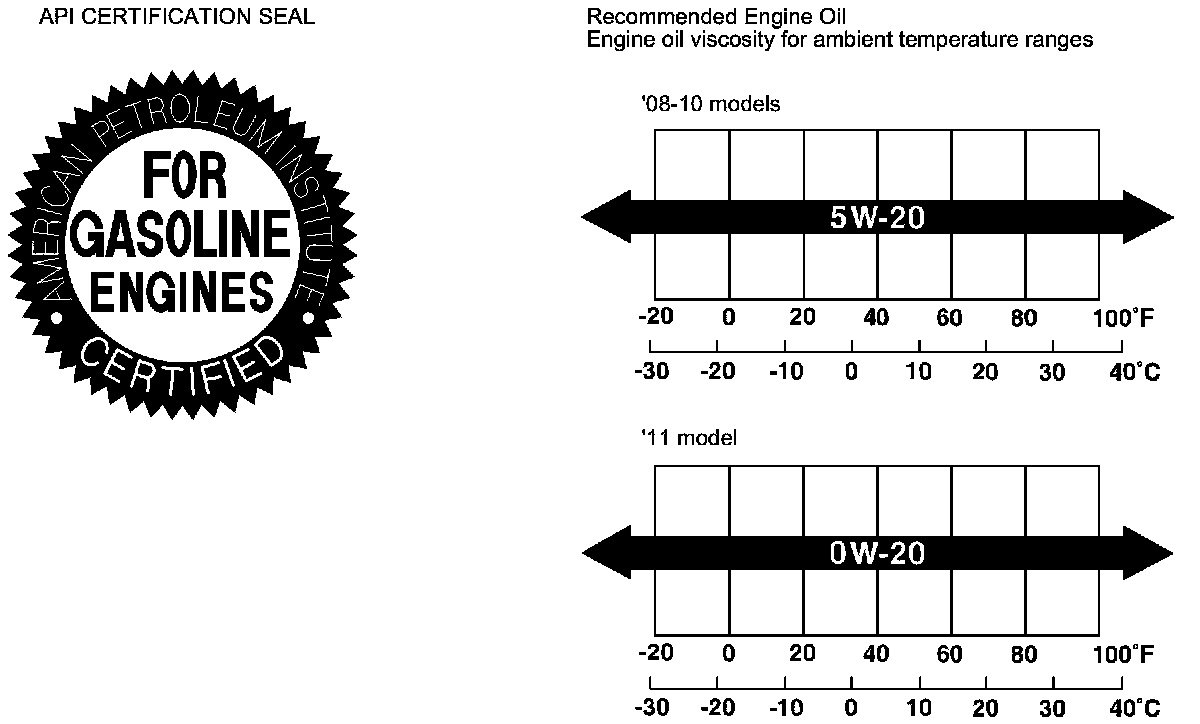 API CERTIFICATION SEAL
AMERICAN PETROLEUM INSTITUTE
FOR
GASOLINE
ENGINES
CERTIFIED
Recommended Engine Oil
Engine oil viscosity for ambient temperature ranges
'08-10 models
5W-20
-20 0 20 40 60 80 100°F
-30 -20 -10 0 10 20 30 40°C
'11 model
0W-20
-20 0 20 40 60 80 100°F
-30 -20 -10 0 10 20 30 40°C